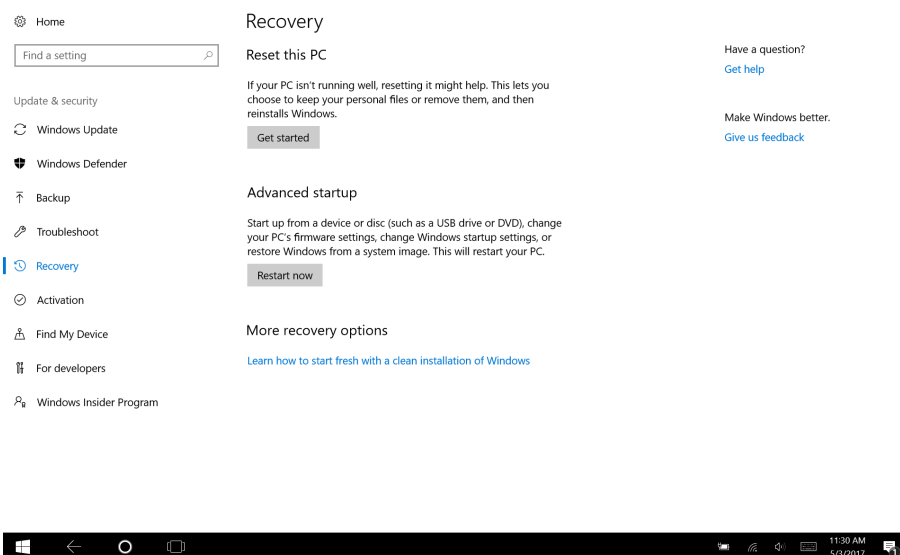 Home
Find a setting
Update & security
Windows Update
Windows Defender
Backup
Troubleshoot
Recovery
Activation
Find My Device
For developers
Windows Insider Program
Recovery
Reset this PC
If your PC isn't running well, resetting it might help. This lets you
choose to keep your personal files or remove them, and then
reinstalls Windows.
Get started
Advanced startup
Start up from a device or disc (such as a USB drive or DVD), change
your PC's firmware settings, change Windows startup settings, or
restore Windows from a system image. This will restart your PC.
Restart now
More recovery options
Learn how to start fresh with a clean installation of Windows
Have a question?
Get help
Make Windows better.
Give us feedback
11:30 AM
5/3/2017
1